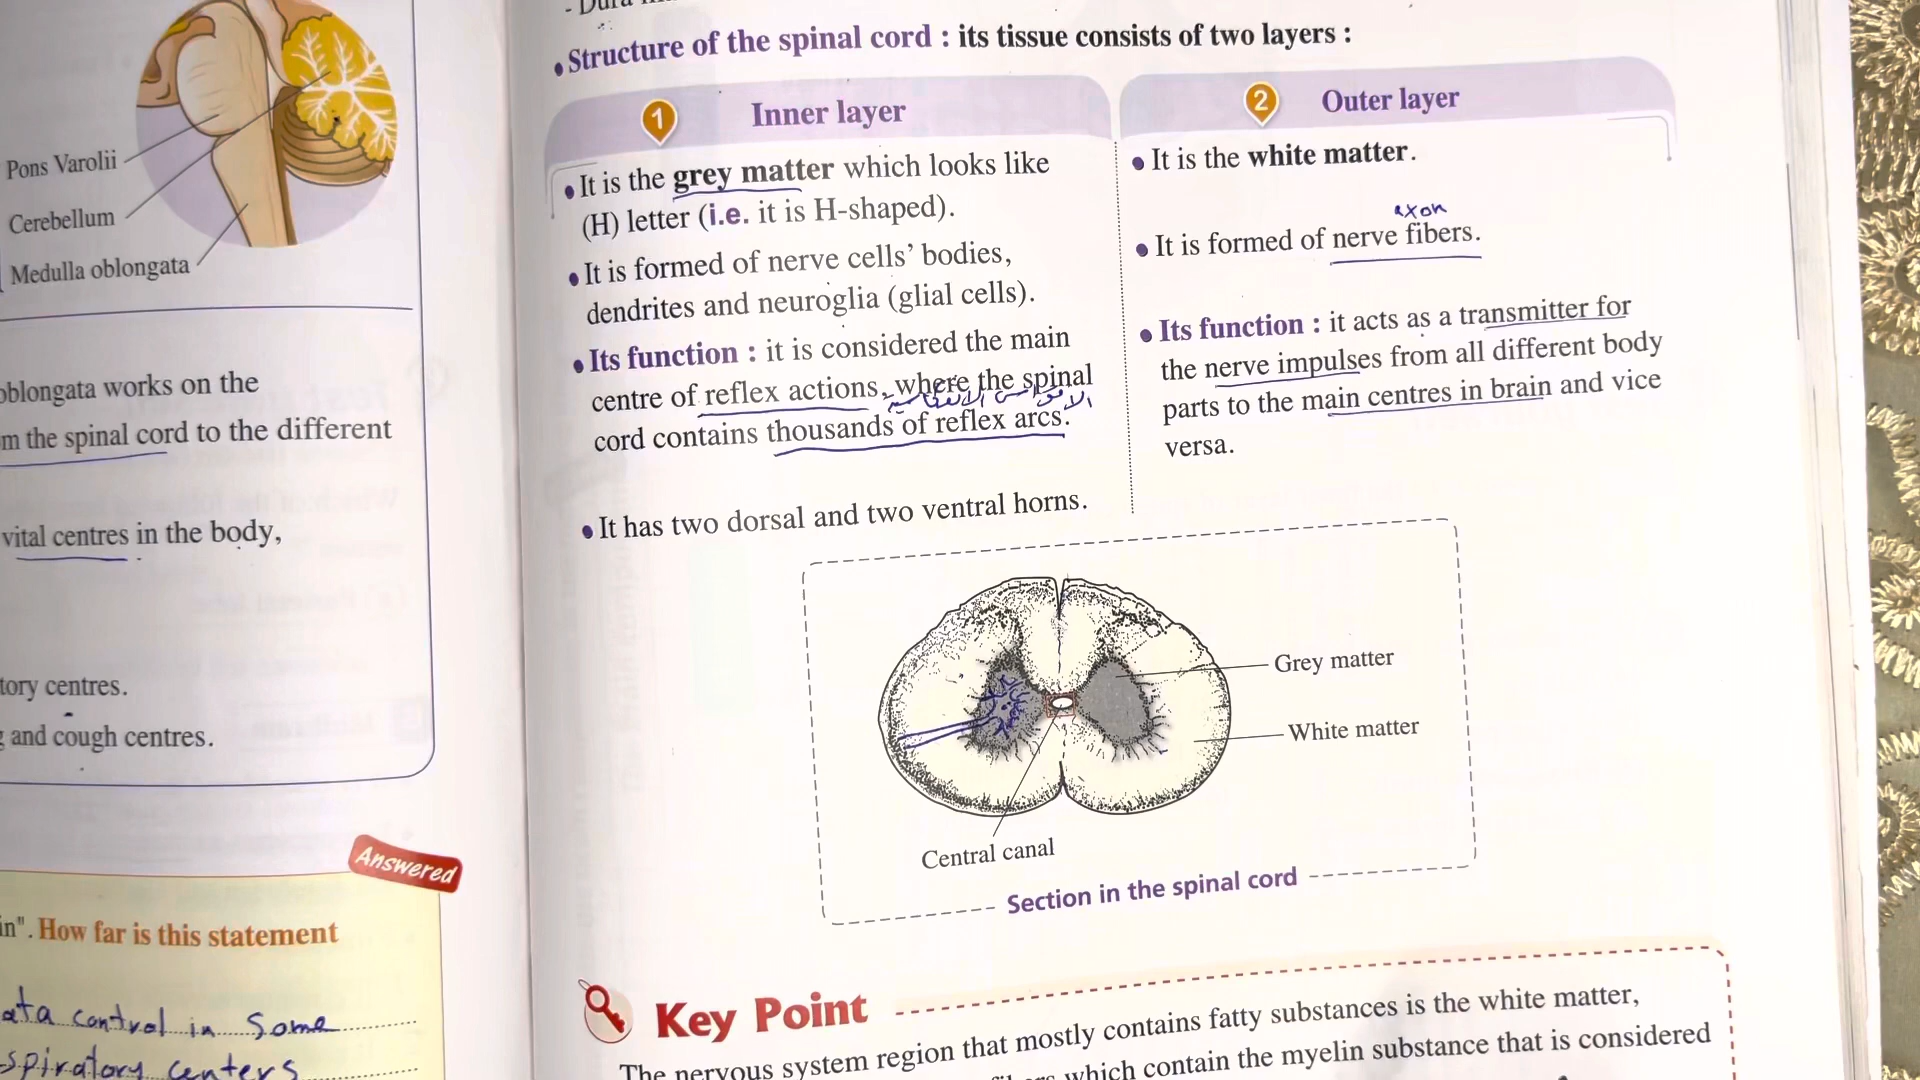 Pons Varolii
Cerebellum
Medulla oblongata
oblongata works on the
m the spinal cord to the different
vital centres in the body,
tory centres.
and cough centres.
Answered
in". How far is this statement
ata control in some
spiratory centers
• Structure of the spinal cord : its tissue consists of two layers :
1 Inner layer
• It is the grey matter which looks like
(H) letter (i.e. it is H-shaped).
• It is formed of nerve cells' bodies,
dendrites and neuroglia (glial cells).
• Its function : it is considered the main
centre of reflex actions, where the spinal
cord contains thousands of reflex arcs.
• It has two dorsal and two ventral horns.
2 Outer layer
• It is the white matter.
axon
• It is formed of nerve fibers.
• Its function : it acts as a transmitter for
the nerve impulses from all different body
parts to the main centres in brain and vice
versa.
Grey matter
White matter
Central canal
Section in the spinal cord
Key Point
The nervous system region that mostly contains fatty substances is the white matter,
which contain the myelin substance that is considered